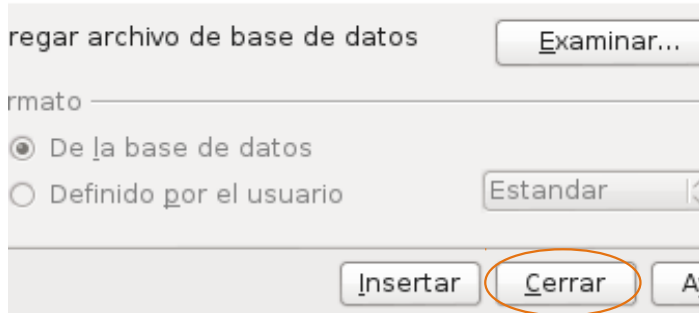 regar archivo de base de datos Examinar...
rmato
De la base de datos
Definido por el usuario Estandar
Insertar Cerrar A